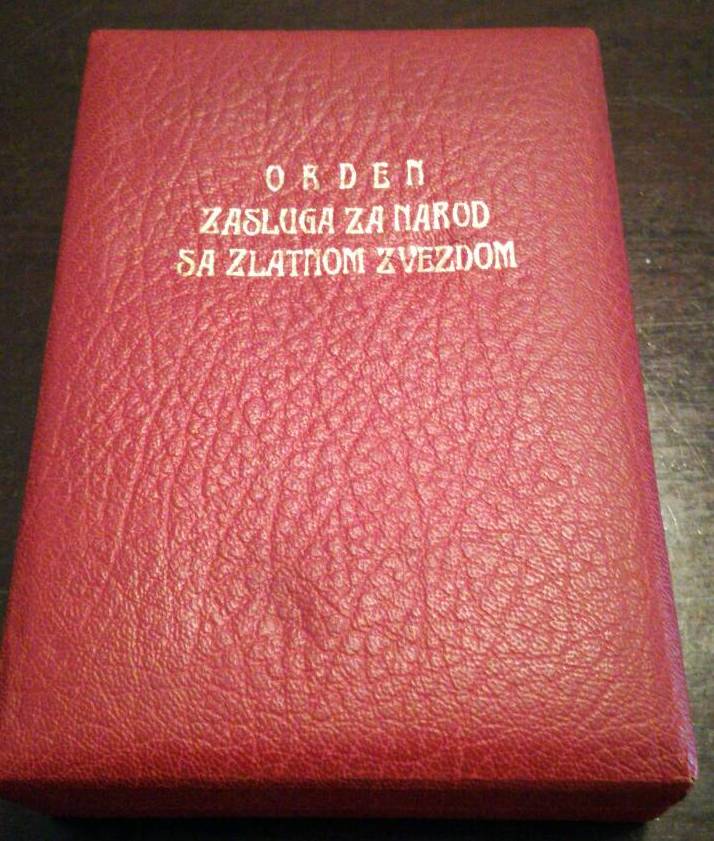 ORDEN
ZASLUGA ZA NAROD
SA ZLATNOM ZVEZDOM